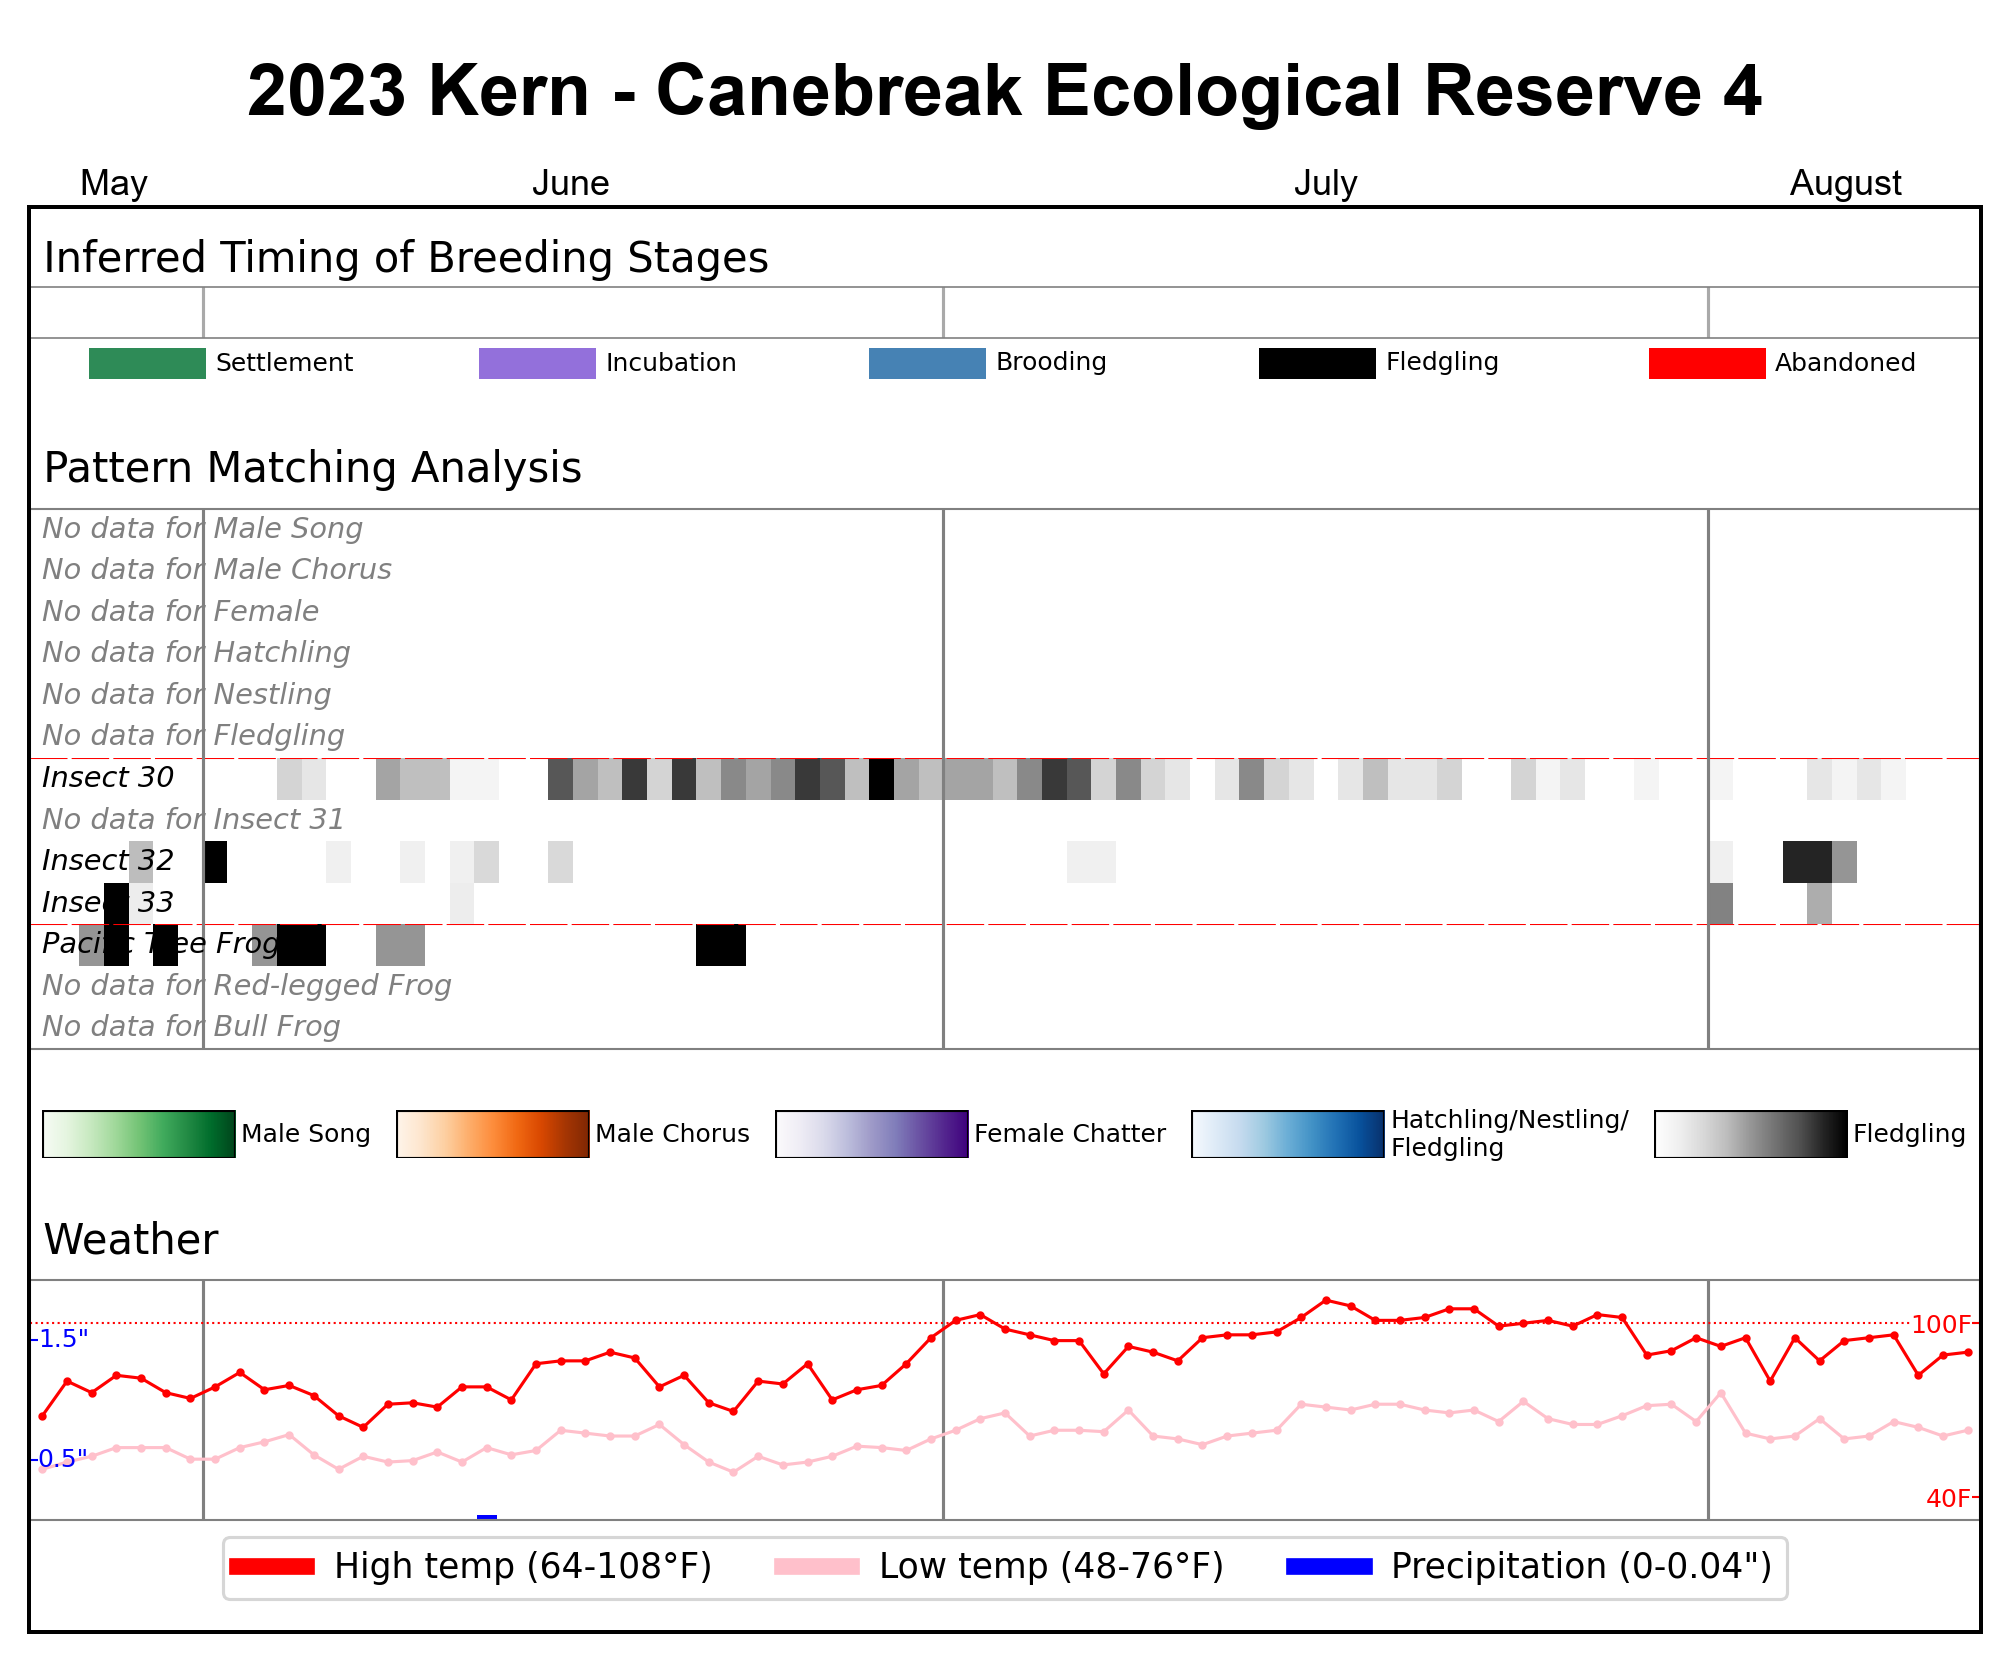 2023 Kern - Canebreak Ecological Reserve 4
May June July August
Inferred Timing of Breeding Stages
Settlement Incubation Brooding Fledgling Abandoned
Pattern Matching Analysis
No data for Male Song
No data for Male Chorus
No data for Female
No data for Hatchling
No data for Nestling
No data for Fledgling
Insect 30
No data for Insect 31
Insect 32
Insect 33
Pacific Tree Frog
No data for Red-legged Frog
No data for Bull Frog
Male Song Male Chorus Female Chatter Hatchling/Nestling/
Fledgling Fledgling
Weather
1.5" 100F
0.5"
40F
High temp (64-108°F) Low temp (48-76°F) Precipitation (0-0.04")